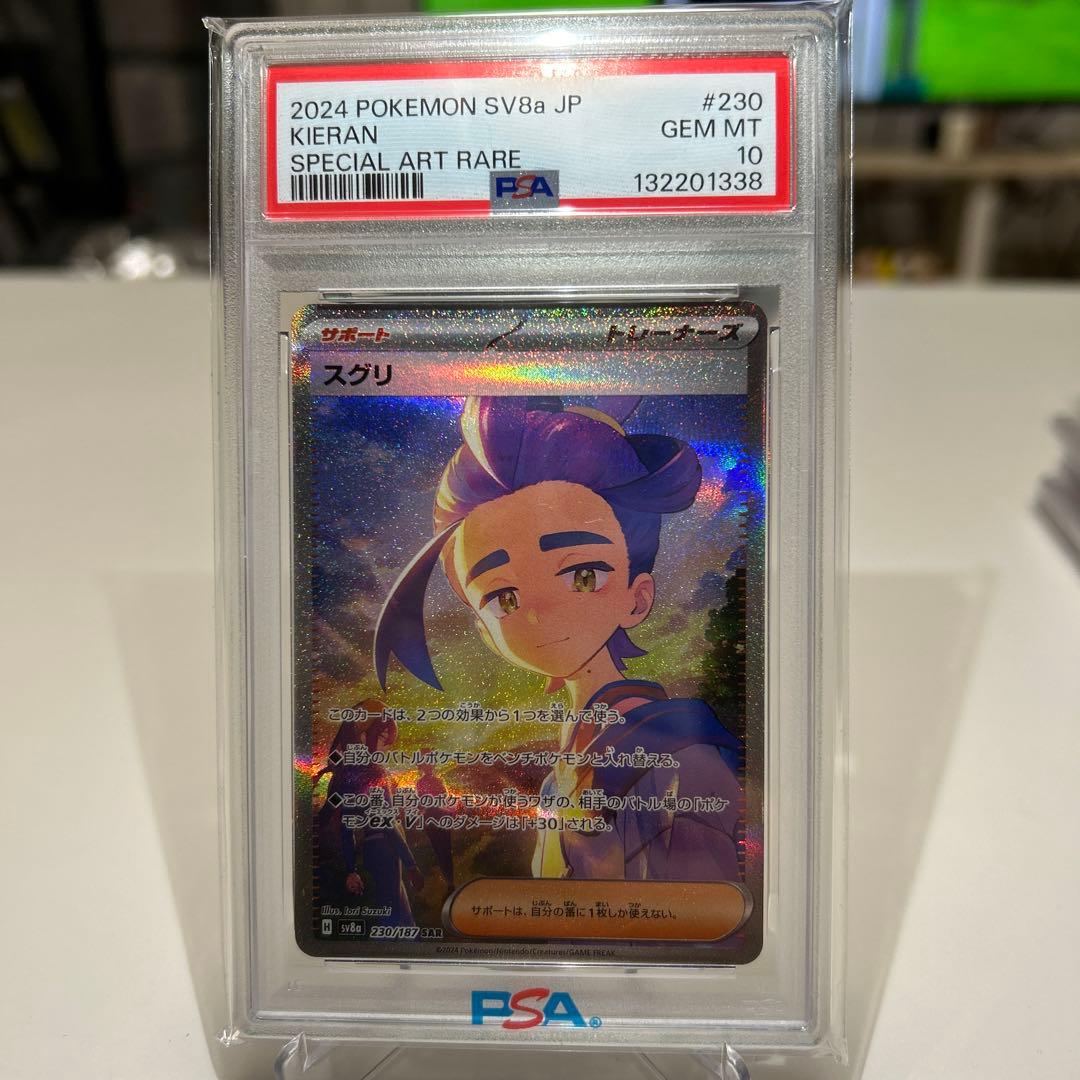 2024 POKEMON SV8a JP #230
KIERAN GEM MT
SPECIAL ART RARE 10
PSA 132201338
サポート トレーナーズ
スグリ
このカードは、2つの効果から1つを選んで使う。
◆自分のバトルポケモンをベンチポケモンと入れ替える。
◆この番、自分のポケモンが使うワザの、相手のバトル場の「ポケ
モンex・V」へのダメージは「+30」される。
サポートは、自分の番に1枚しか使えない。
Illus. Iori Suzuki
H SV8a 230/187 SAR
©2024 Pokémon/Nintendo/Creatures/GAME FREAK
PSA®